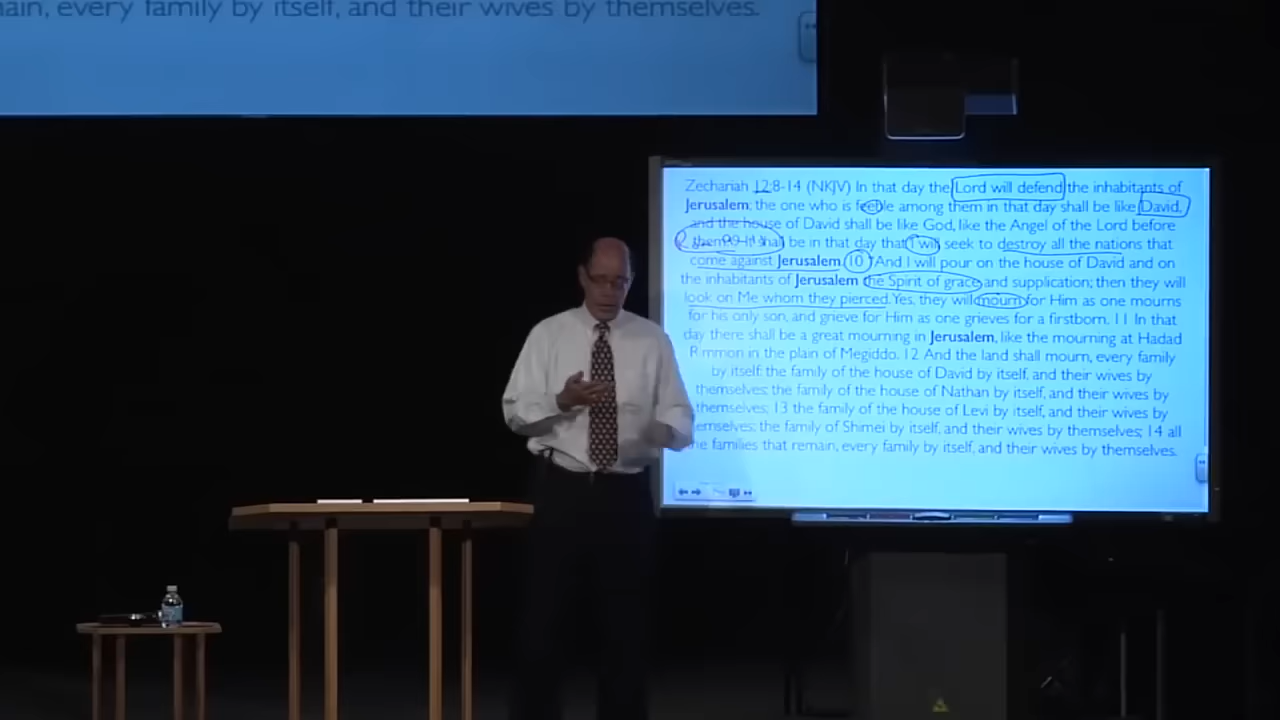 ain, every family by itself, and their wives by themselves.
Zechariah 12:8-14 (NKJV) In that day the Lord will defend the inhabitants of
Jerusalem; the one who is feeble among them in that day shall be like David,
and the house of David shall be like God, like the Angel of the Lord before
them. 9 It shall be in that day that I will seek to destroy all the nations that
come against Jerusalem. 10 "And I will pour on the house of David and on
the inhabitants of Jerusalem the Spirit of grace and supplication; then they will
look on Me whom they pierced. Yes, they will mourn for Him as one mourns
for his only son, and grieve for Him as one grieves for a firstborn. 11 In that
day there shall be a great mourning in Jerusalem, like the mourning at Hadad
Rimmon in the plain of Megiddo. 12 And the land shall mourn, every family
by itself: the family of the house of David by itself, and their wives by
themselves; the family of the house of Nathan by itself, and their wives by
themselves; 13 the family of the house of Levi by itself, and their wives by
emselves; the family of Shimei by itself, and their wives by themselves; 14 all
he families that remain, every family by itself, and their wives by themselves.